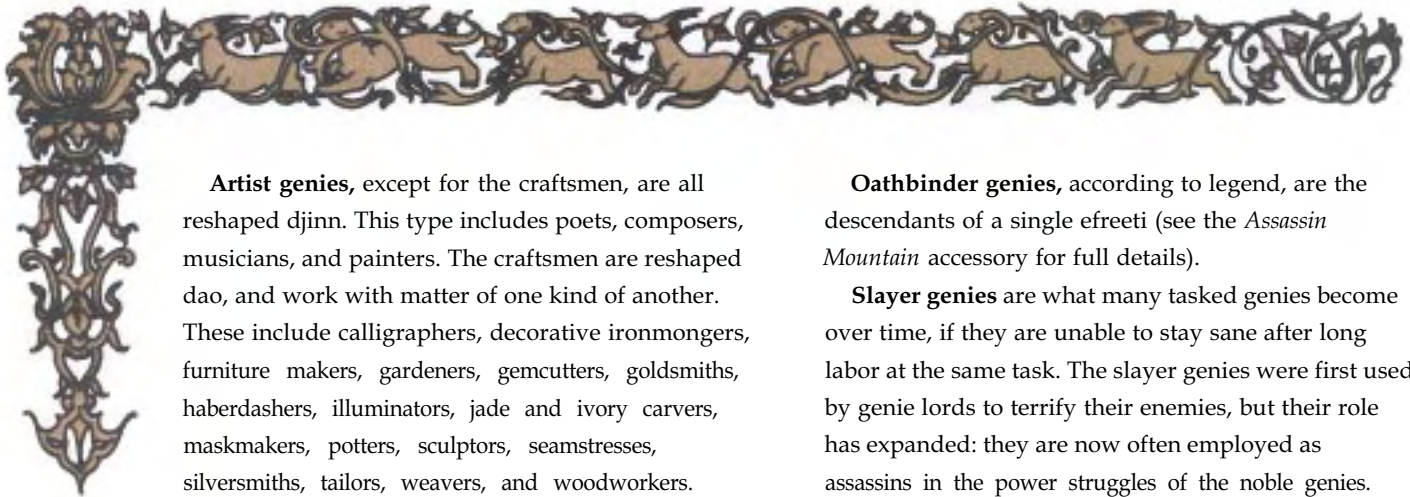 Artist genies, except for the craftsmen, are all
reshaped djinn. This type includes poets, composers,
musicians, and painters. The craftsmen are reshaped
dao, and work with matter of one kind of another.
These include calligraphers, decorative ironmongers,
furniture makers, gardeners, gemcutters, goldsmiths,
haberdashers, illuminators, jade and ivory carvers,
maskmakers, potters, sculptors, seamstresses,
silversmiths, tailors, weavers, and woodworkers.
Oathbinder genies, according to legend, are the
descendants of a single efreeti (see the Assassin
Mountain accessory for full details).
Slayer genies are what many tasked genies become
over time, if they are unable to stay sane after long
labor at the same task. The slayer genies were first used
by genie lords to terrify their enemies, but their role
has expanded: they are now often employed as
assassins in the power struggles of the noble genies.